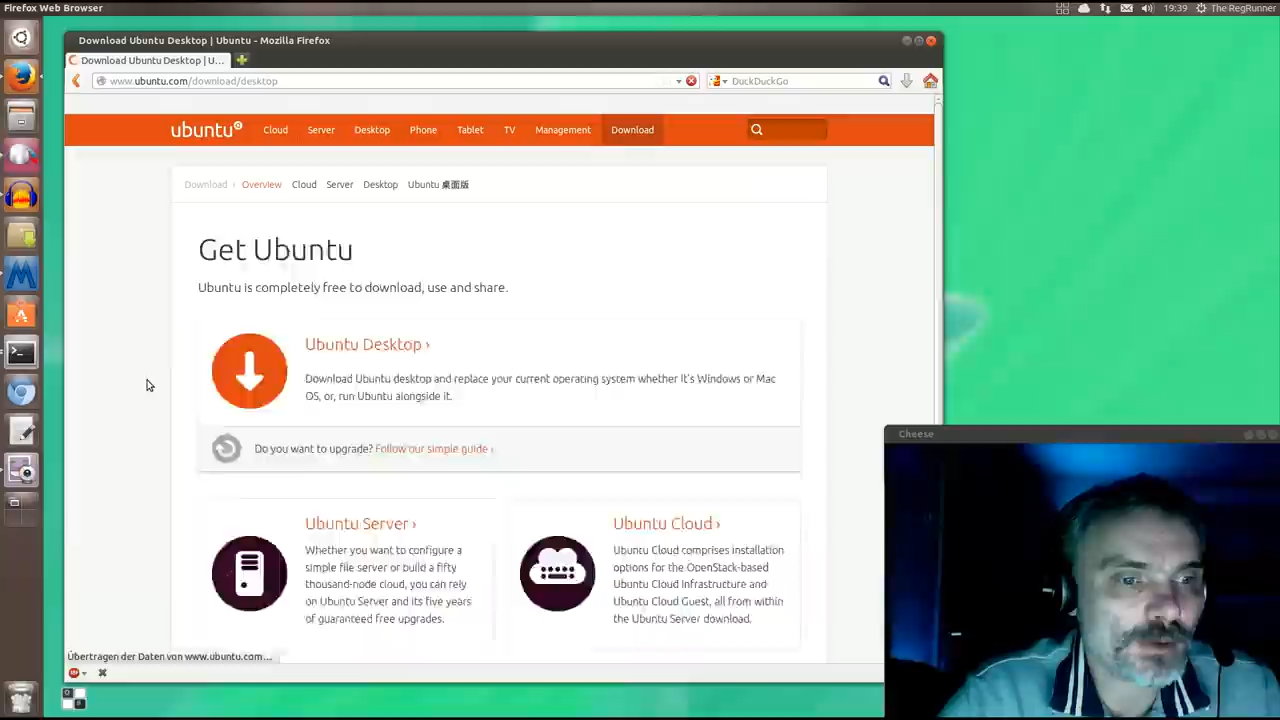 Firefox Web Browser
19:39
The RegRunner
Download Ubuntu Desktop | Ubuntu - Mozilla Firefox
Download Ubuntu Desktop | U...
www.ubuntu.com/download/desktop
DuckDuckGo
ubuntu
Cloud
Server
Desktop
Phone
Tablet
TV
Management
Download
Download › Overview Cloud Server Desktop Ubuntu 桌面版
Get Ubuntu
Ubuntu is completely free to download, use and share.
Ubuntu Desktop ›
Download Ubuntu desktop and replace your current operating system whether it's Windows or Mac
OS, or, run Ubuntu alongside it.
Do you want to upgrade? Follow our simple guide ›
Ubuntu Server ›
Whether you want to configure a
simple file server or build a fifty
thousand-node cloud, you can rely
on Ubuntu Server and its five years
of guaranteed free upgrades.
Ubuntu Cloud ›
Ubuntu Cloud comprises installation
options for the OpenStack-based
Ubuntu Cloud Infrastructure and
Ubuntu Cloud Guest, all from within
the Ubuntu Server download.
Übertragen der Daten von www.ubuntu.com...
Cheese